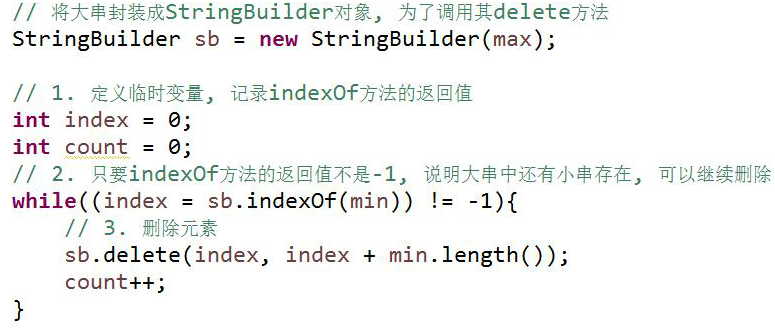 // 将大串封装成StringBuilder对象, 为了调用其delete方法
StringBuilder sb = new StringBuilder(max);
// 1. 定义临时变量, 记录indexOf方法的返回值
int index = 0;
int count = 0;
// 2. 只要indexOf方法的返回值不是-1, 说明大串中还有小串存在, 可以继续删除
while((index = sb.indexOf(min)) != -1){
    // 3. 删除元素
    sb.delete(index, index + min.length());
    count++;
}